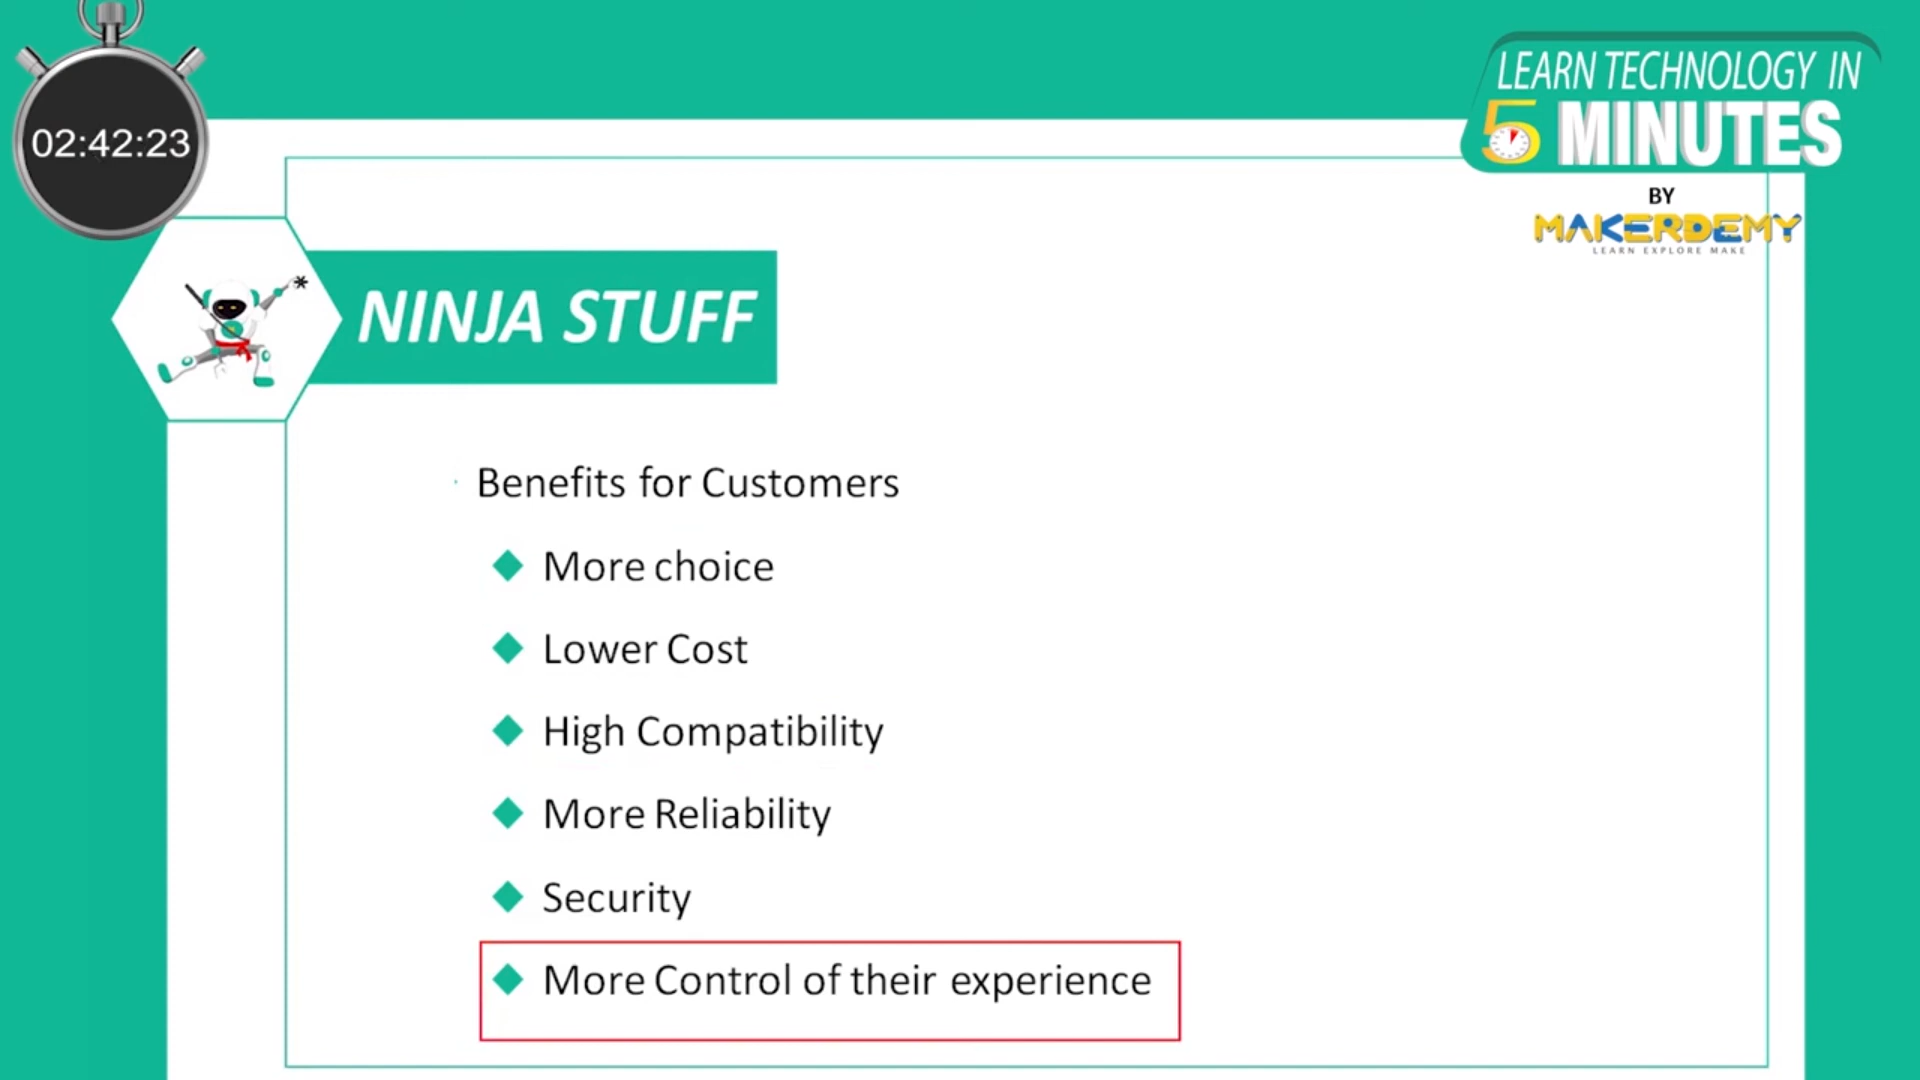 02:42:23
LEARN TECHNOLOGY IN
5 MINUTES
BY
MAKERDEMY
LEARN EXPLORE MAKE
NINJA STUFF
Benefits for Customers
More choice
Lower Cost
High Compatibility
More Reliability
Security
More Control of their experience